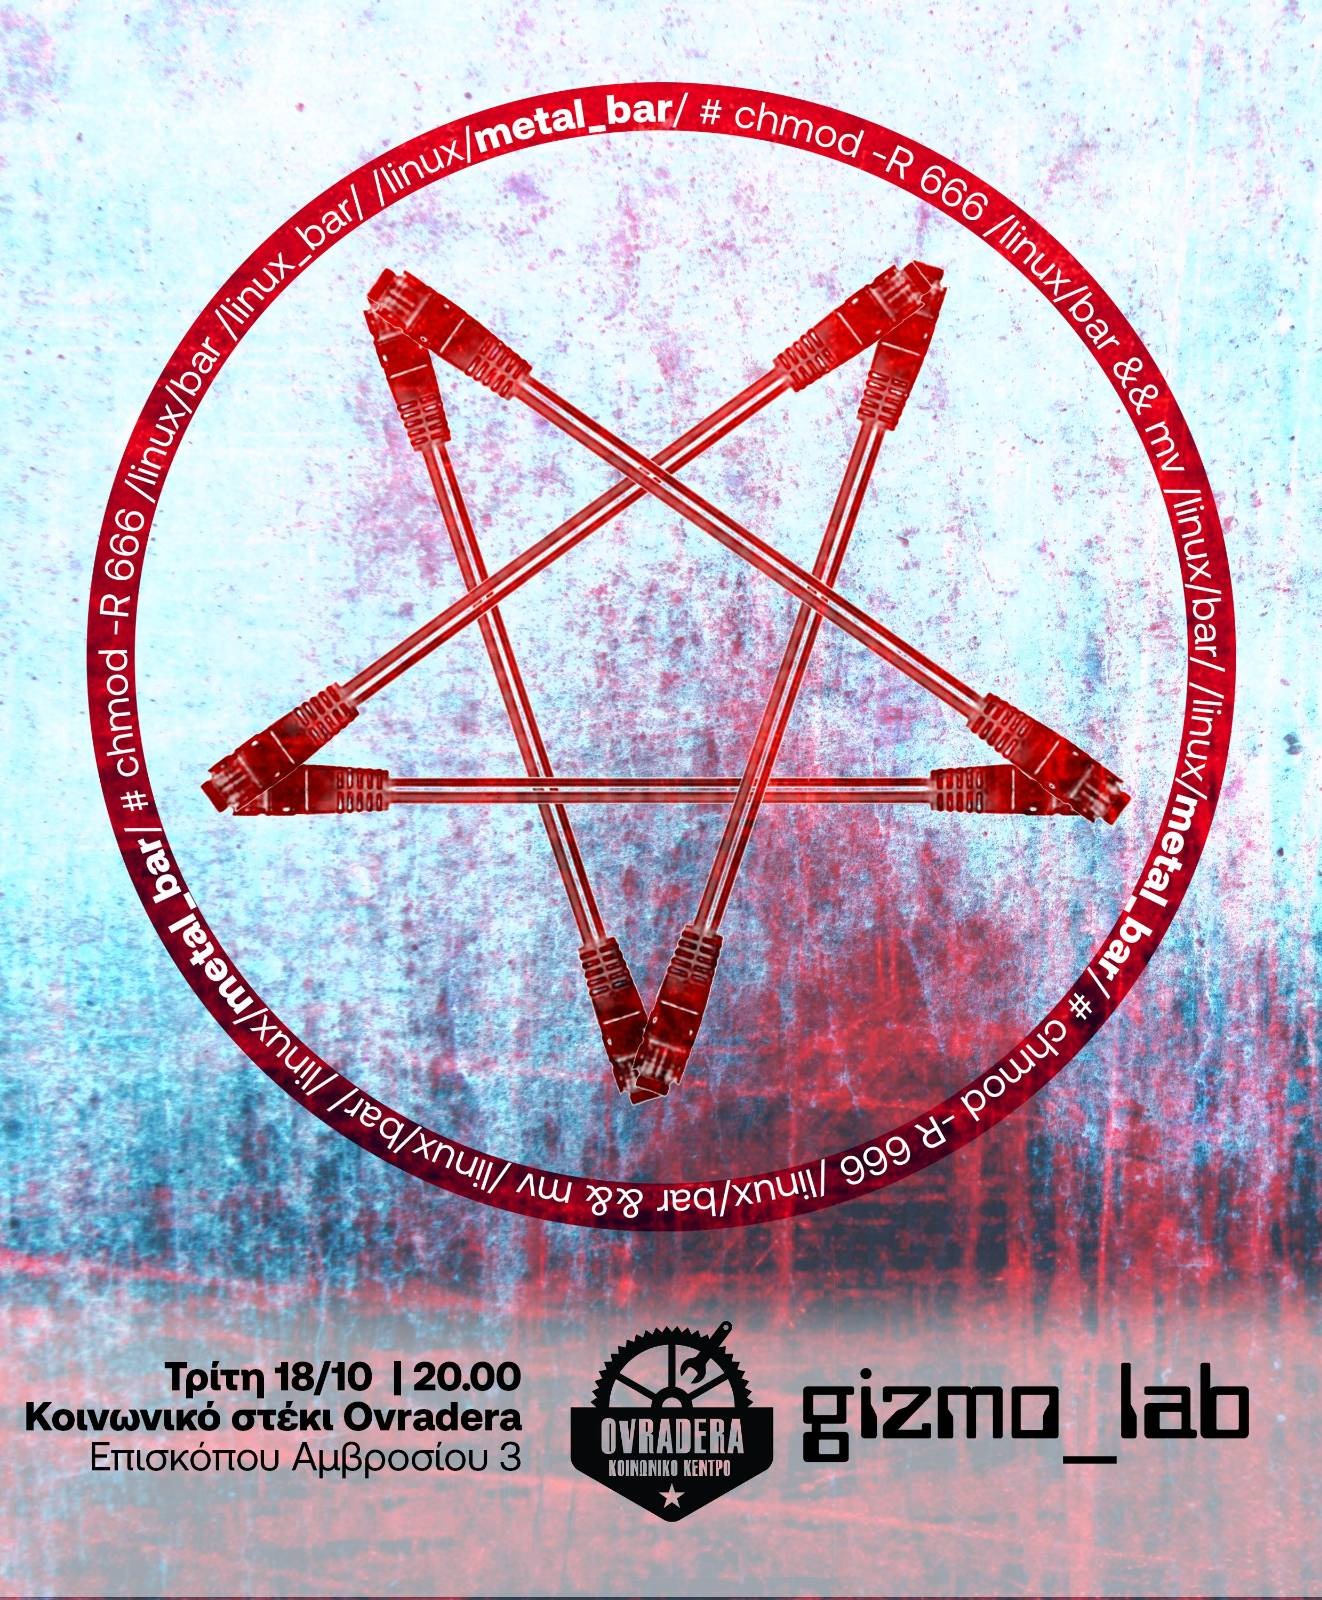 # chmod -R 666 /linux/bar /linux_bar/ /linux/metal_bar/ # chmod -R 666 /linux/bar && mv /linux/bar/ /linux/metal_bar/ # chmod -R 666 /linux/bar && mv /linux/bar/ /linux/metal_bar/
Τρίτη 18/10 | 20.00
Κοινωνικό στέκι Ovradera
Επισκόπου Αμβροσίου 3
OVRADERA
ΚΟΙΝΩΝΙΚΟ ΚΕΝΤΡΟ
gizmo_lab